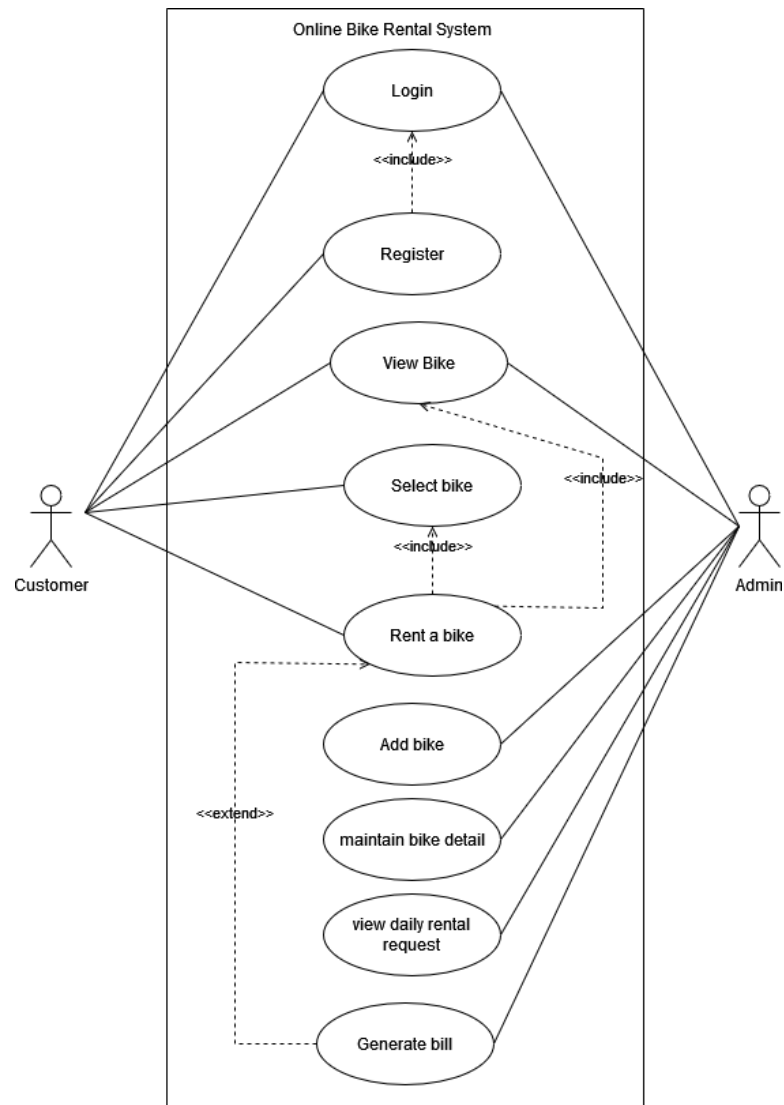 Online Bike Rental System
Login
<<include>>
Register
View Bike
Select bike
<<include>>
<<include>>
Customer
Admin
Rent a bike
Add bike
<<extend>>
maintain bike detail
view daily rental
request
Generate bill